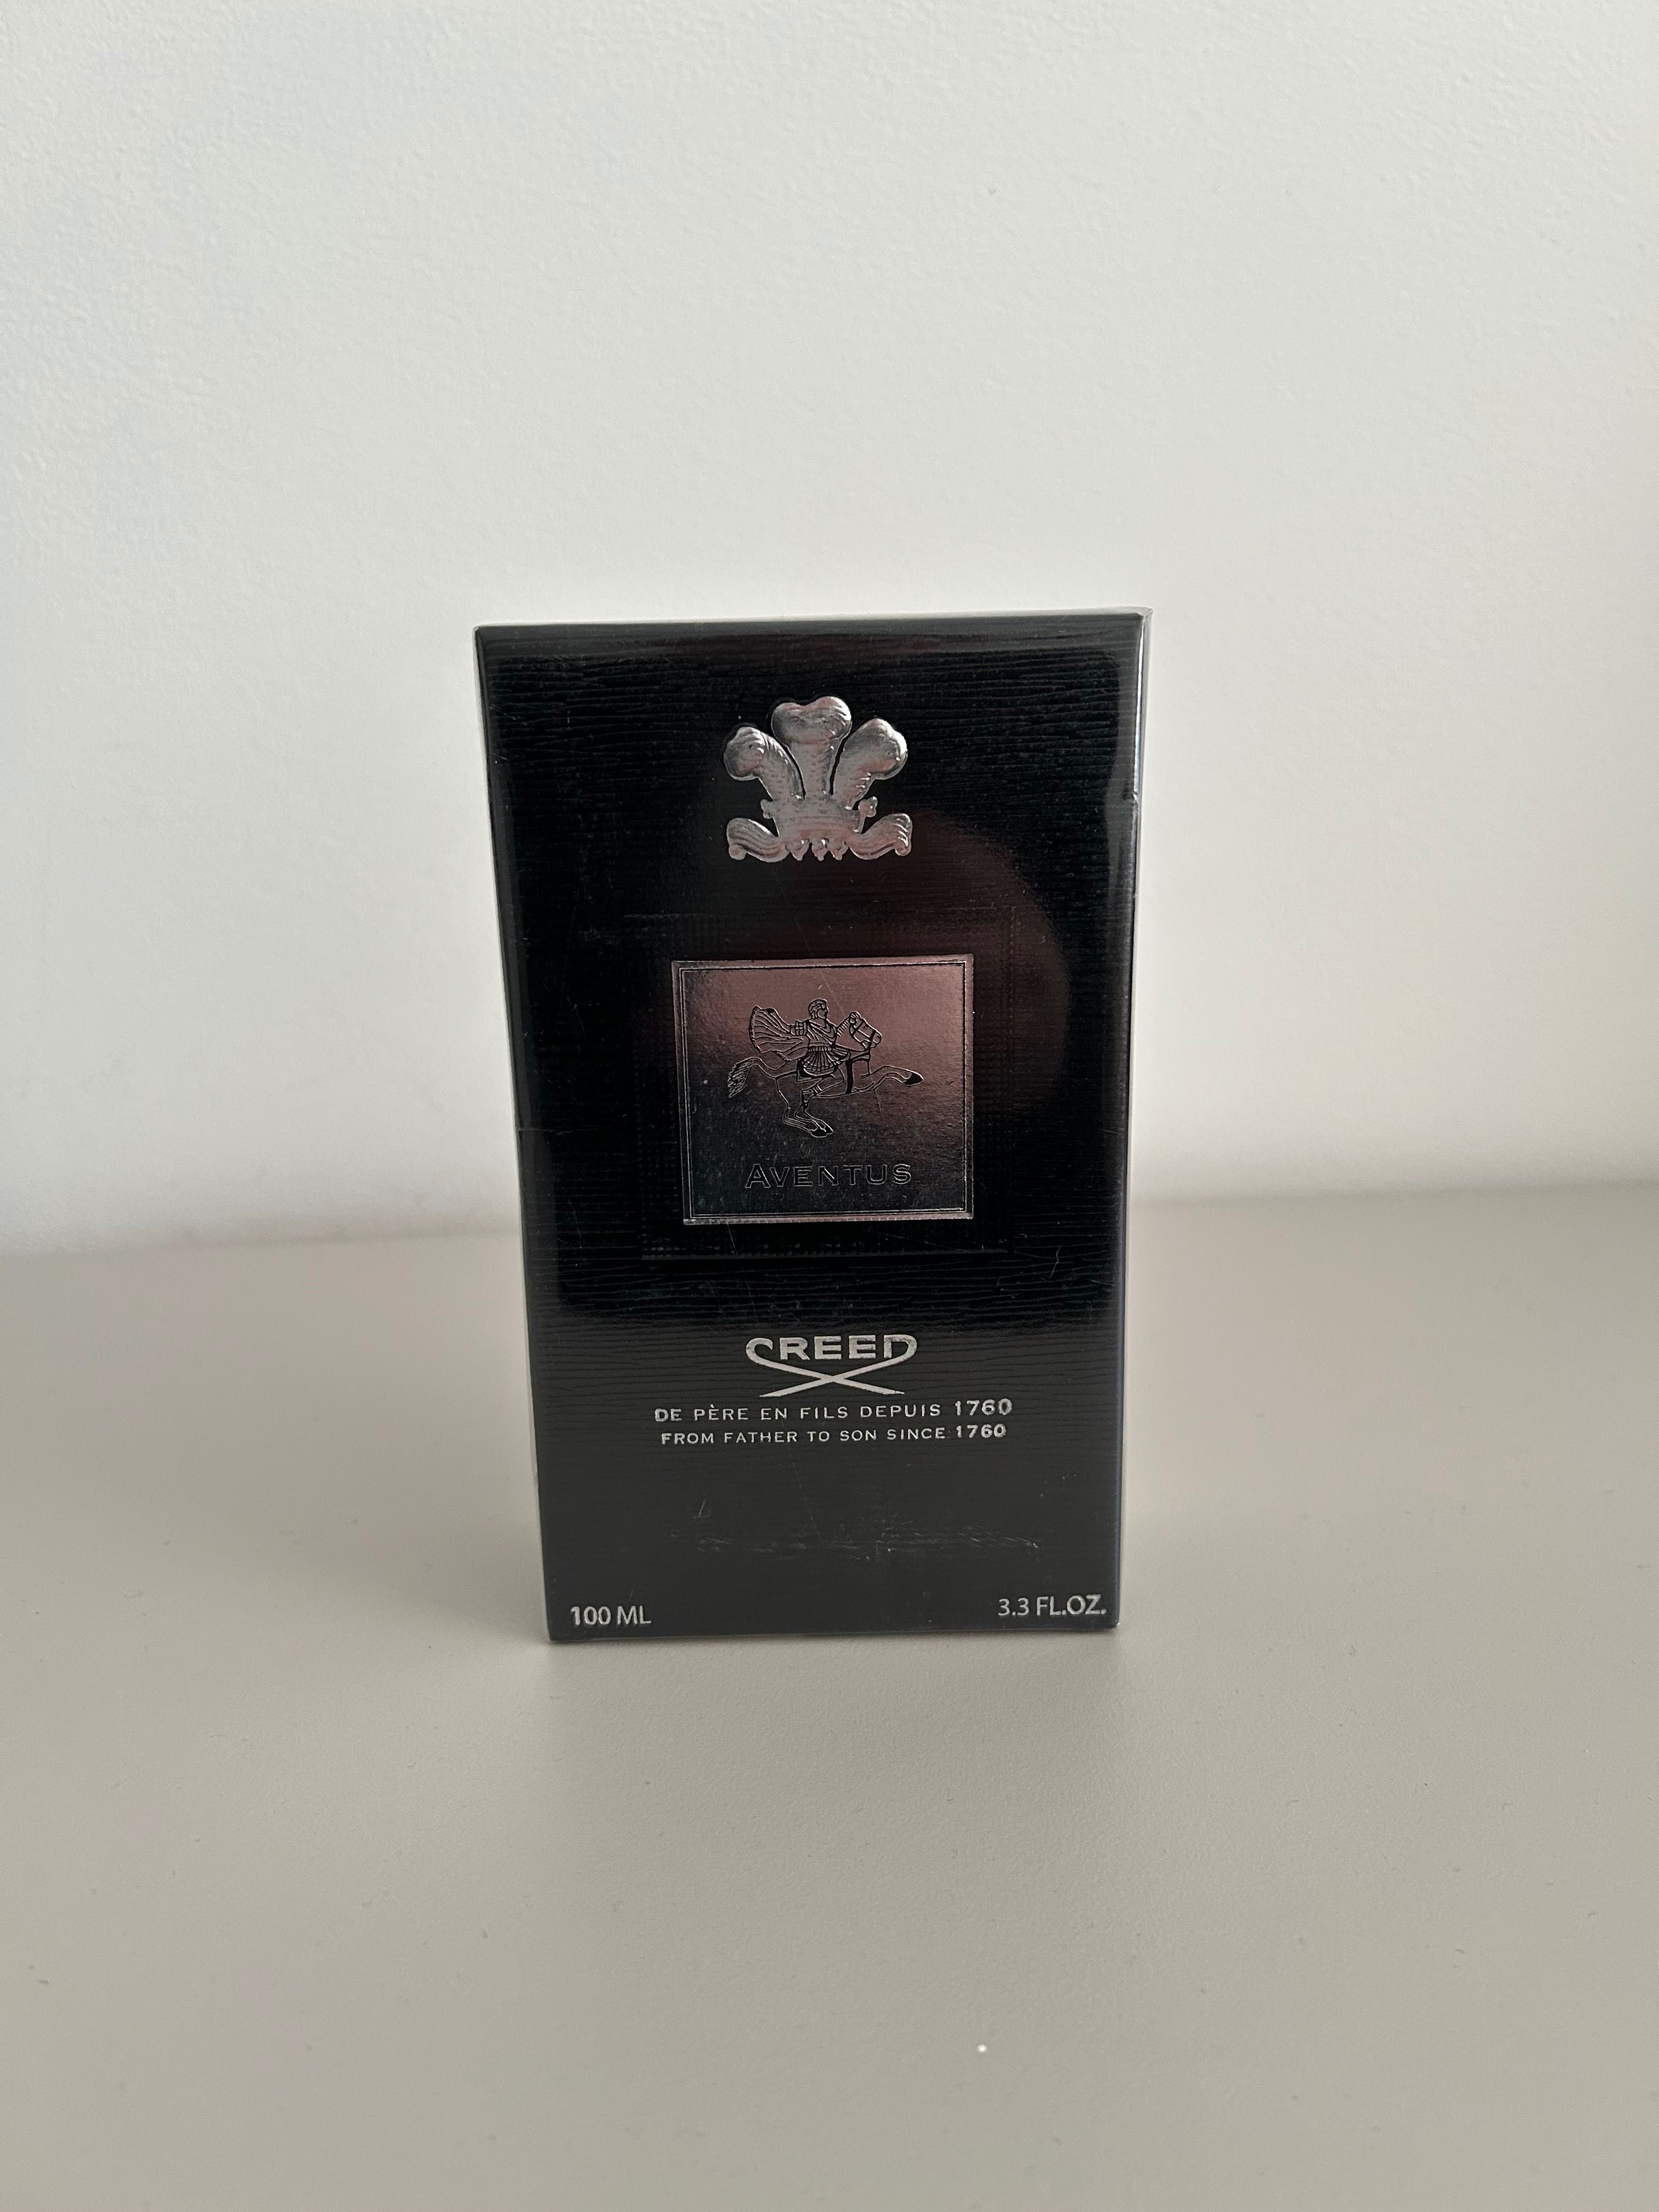 AVENTUS
CREED
DE PÈRE EN FILS DEPUIS 1760
FROM FATHER TO SON SINCE 1760
100 ML
3.3 FL.OZ.